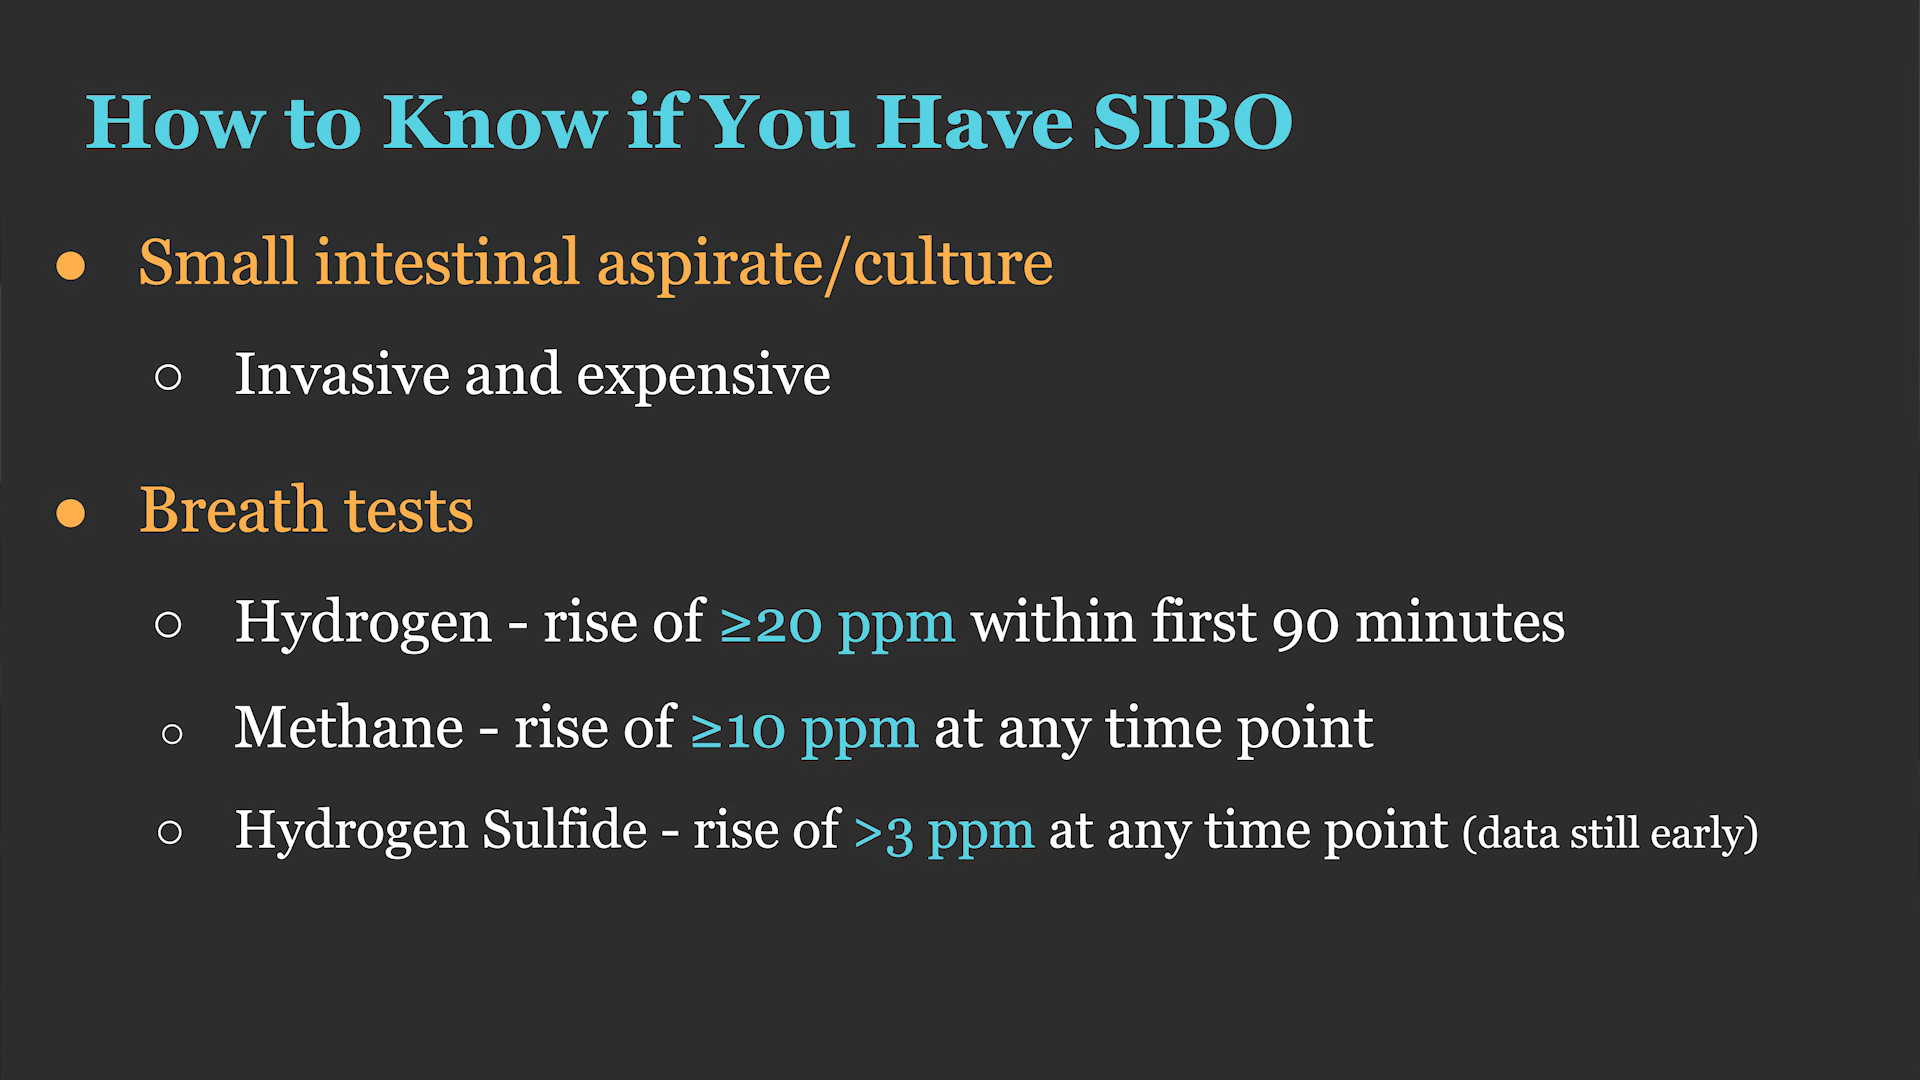 How to Know if You Have SIBO
● Small intestinal aspirate/culture
○ Invasive and expensive
● Breath tests
○ Hydrogen - rise of ≥20 ppm within first 90 minutes
○ Methane - rise of ≥10 ppm at any time point
○ Hydrogen Sulfide - rise of >3 ppm at any time point (data still early)